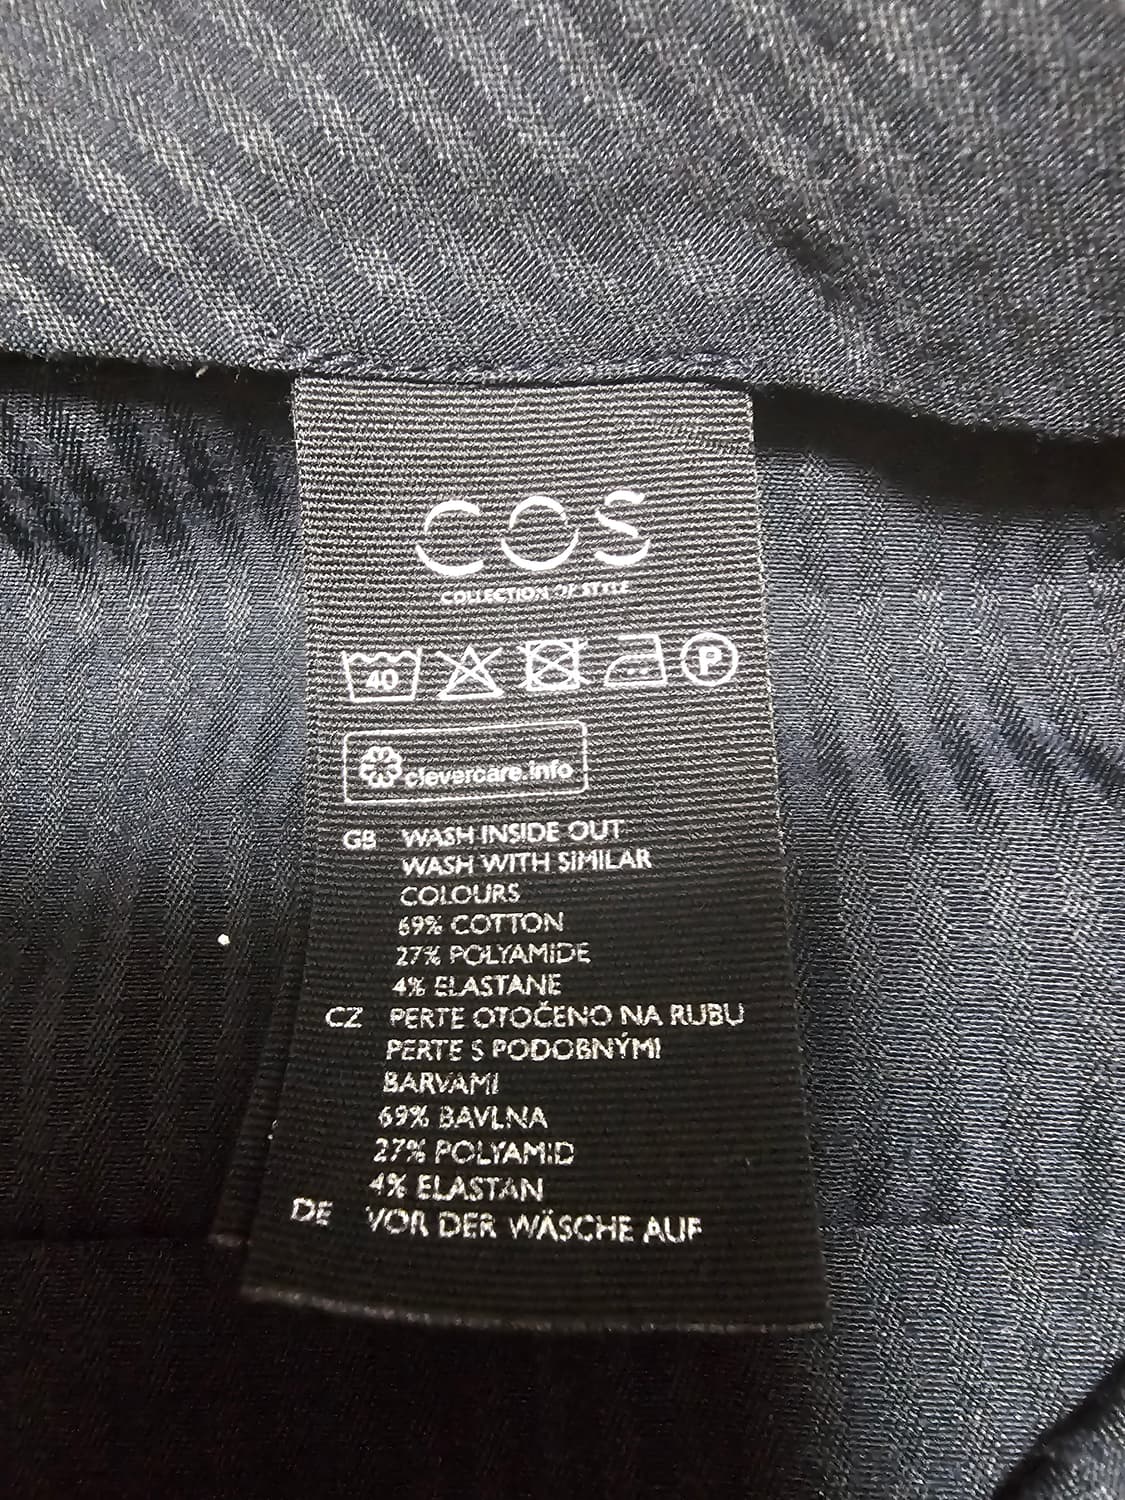 COS
COLLECTION OF STYLE
40 P
clevercare.info
GB WASH INSIDE OUT
WASH WITH SIMILAR
COLOURS
69% COTTON
27% POLYAMIDE
4% ELASTANE
CZ PERTE OTOČENO NA RUBU
PERTE S PODOBNÝMI
BARVAMI
69% BAVLNA
27% POLYAMID
4% ELASTAN
DE VOR DER WÄSCHE AUF